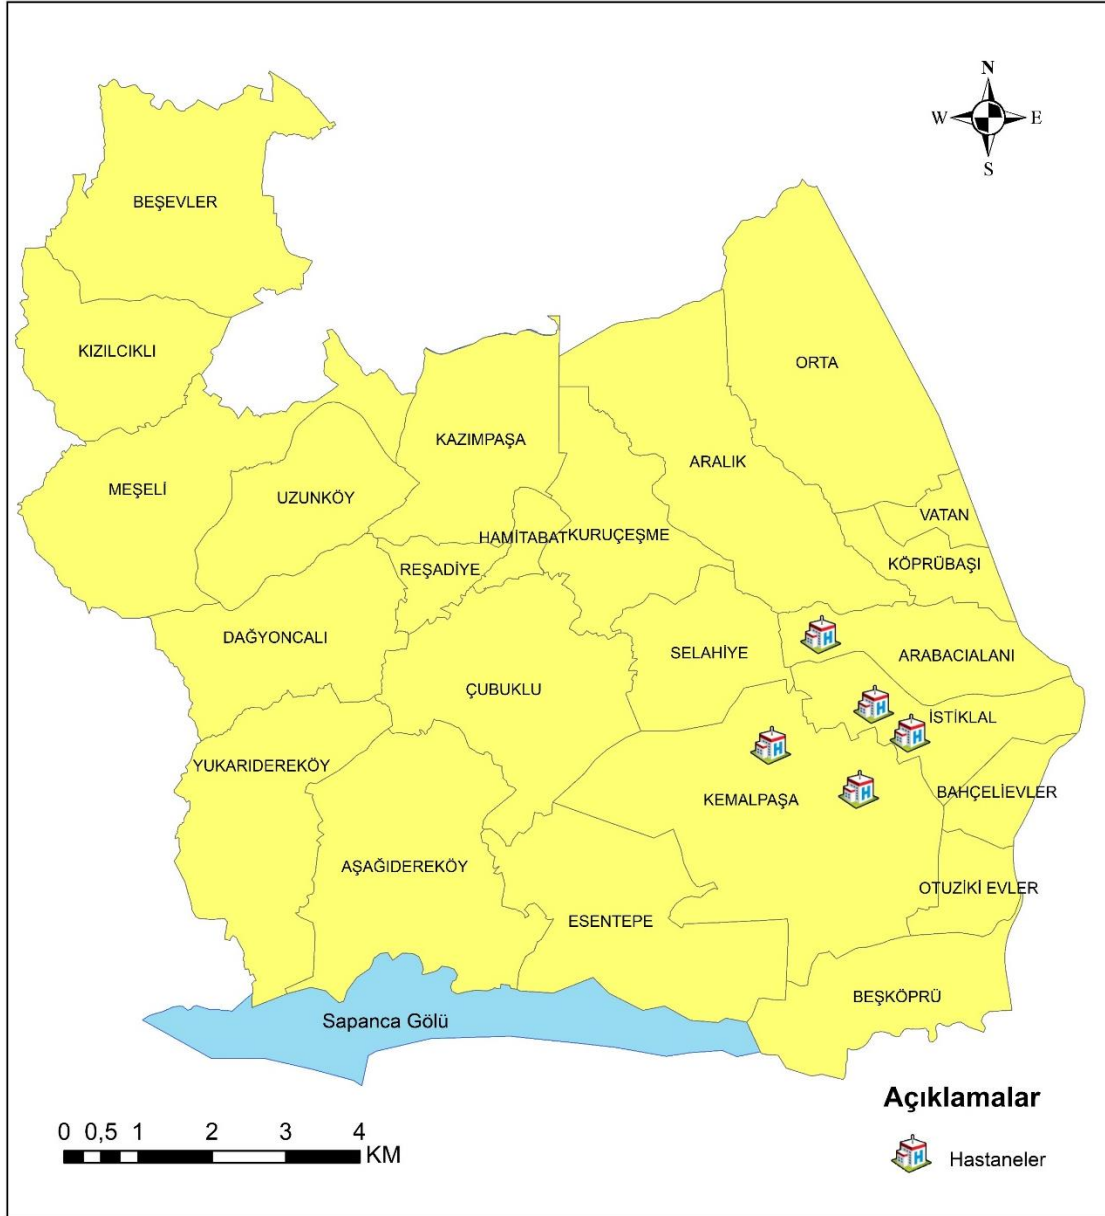 N
W E
S
BEŞEVLER
KIZILCIKLI
ORTA
KAZIMPAŞA
ARALIK
MEŞELİ
UZUNKÖY
VATAN
HAMİTABAT
KURUÇEŞME
KÖPRÜBAŞI
REŞADİYE
DAĞYONCALI
SELAHİYE
ARABACIALANI
ÇUBUKLU
İSTİKLAL
YUKARIDEREKÖY
BAHÇELİEVLER
KEMALPAŞA
AŞAĞIDEREKÖY
OTUZİKİ EVLER
ESENTEPE
BEŞKÖPRÜ
Sapanca Gölü
Açıklamalar
Hastaneler
0 0,5 1 2 3 4
KM